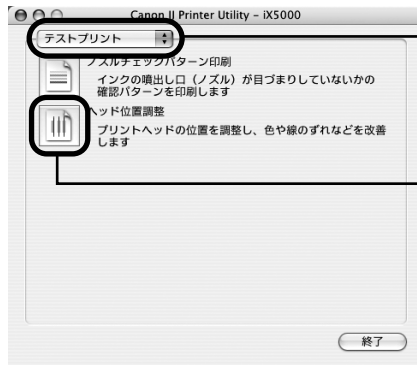 Canon IJ Printer Utility – iX5000
テストプリント
ノズルチェックパターン印刷
インクの噴出し口（ノズル）が目づまりしていないかの
確認パターンを印刷します
ヘッド位置調整
プリントヘッドの位置を調整し、色や線のずれなどを改善
します
終了